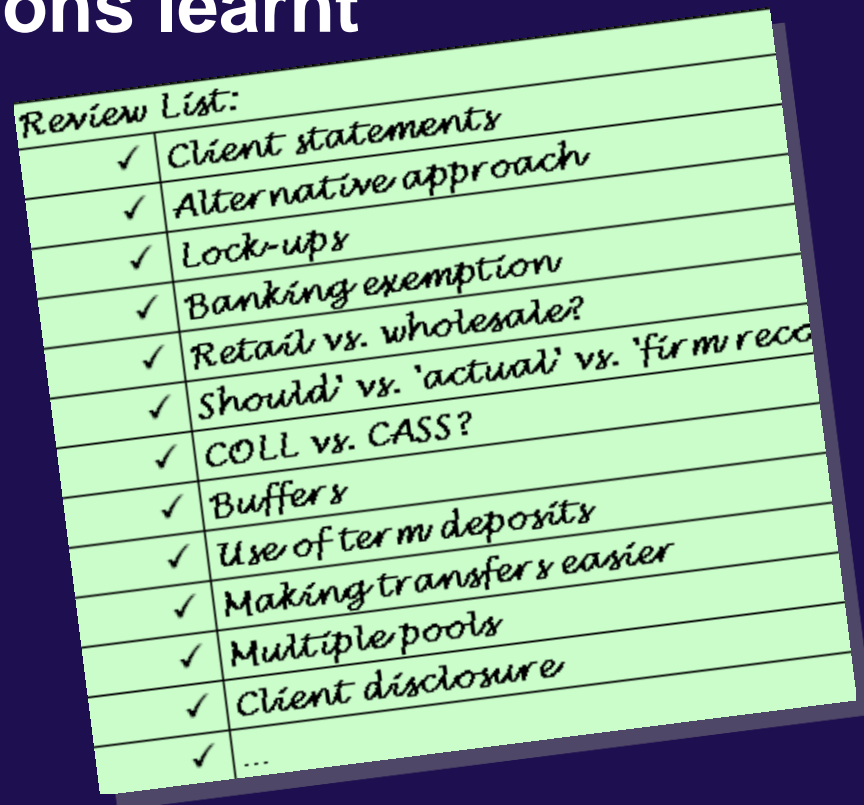 ons learnt
Review List:
✓ Client statements
✓ Alternative approach
✓ Lock-ups
✓ Banking exemption
✓ Retail vs. wholesale?
✓ Should' vs. 'actual' vs. 'firm reco
✓ COLL vs. CASS?
✓ Buffers
✓ Use of term deposits
✓ Making transfers easier
✓ Multiple pools
✓ Client disclosure
✓ ...